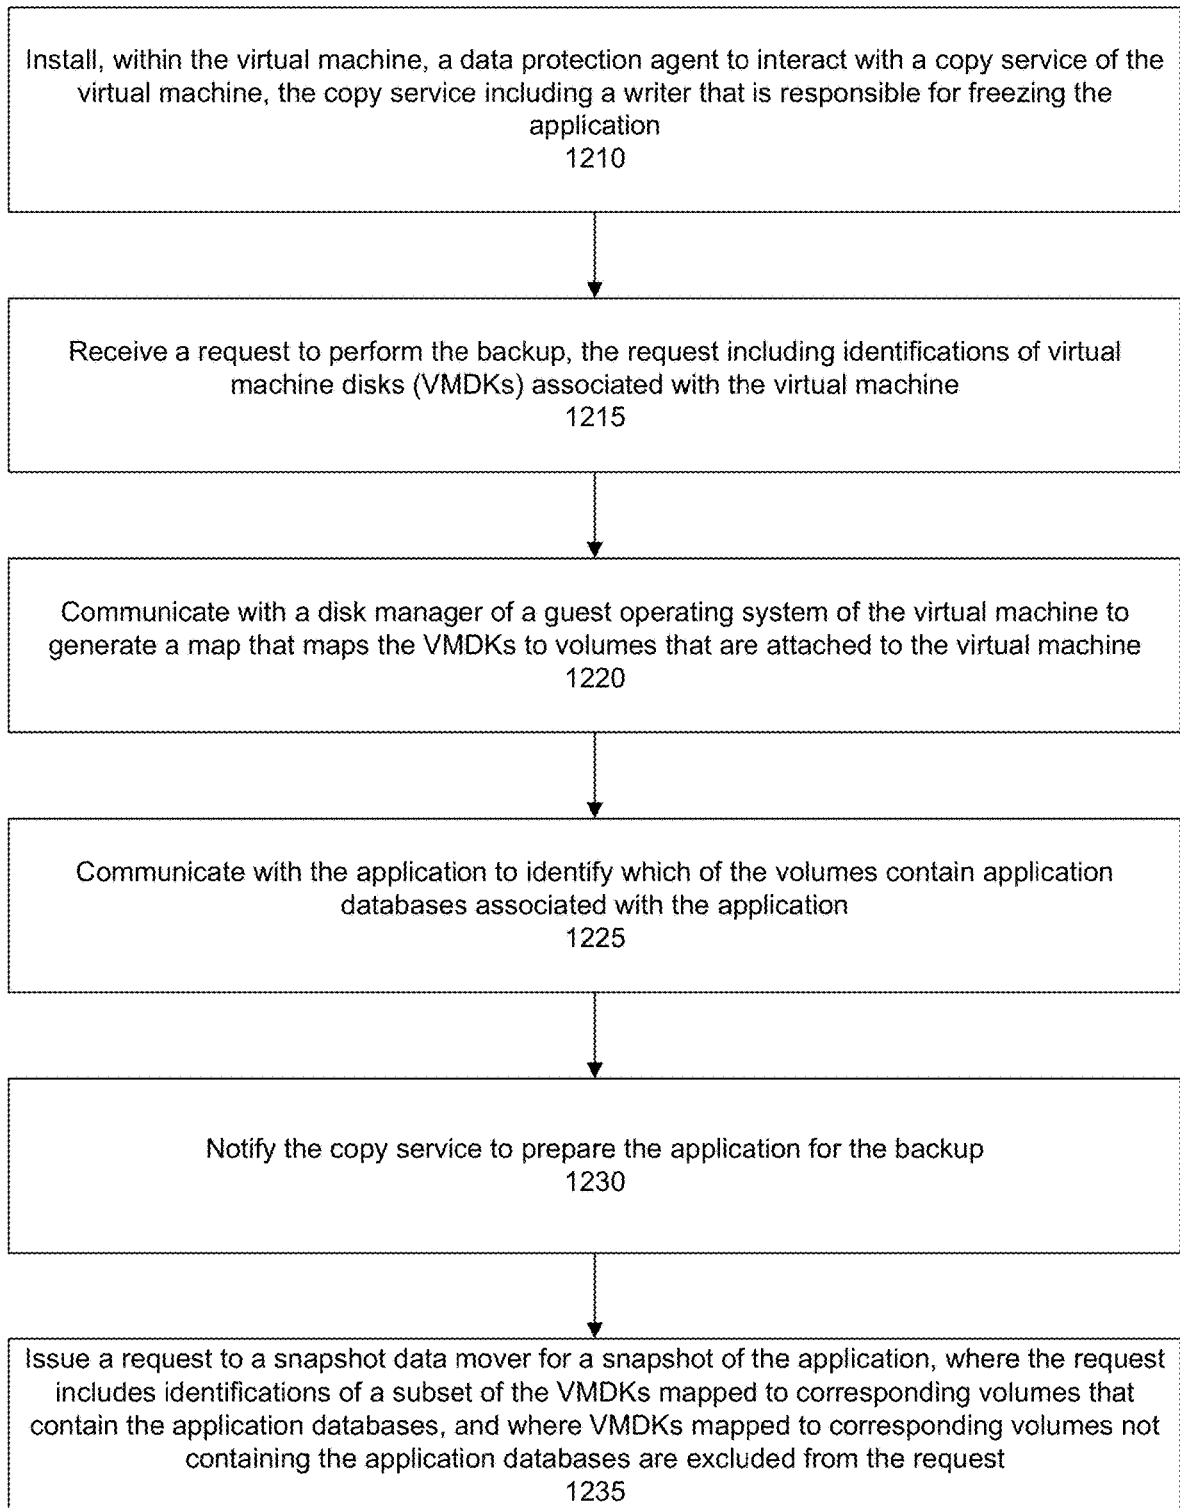 Install, within the virtual machine, a data protection agent to interact with a copy service of the
virtual machine, the copy service including a writer that is responsible for freezing the
application
1210
Receive a request to perform the backup, the request including identifications of virtual
machine disks (VMDKs) associated with the virtual machine
1215
Communicate with a disk manager of a guest operating system of the virtual machine to
generate a map that maps the VMDKs to volumes that are attached to the virtual machine
1220
Communicate with the application to identify which of the volumes contain application
databases associated with the application
1225
Notify the copy service to prepare the application for the backup
1230
Issue a request to a snapshot data mover for a snapshot of the application, where the request
includes identifications of a subset of the VMDKs mapped to corresponding volumes that
contain the application databases, and where VMDKs mapped to corresponding volumes not
containing the application databases are excluded from the request
1235